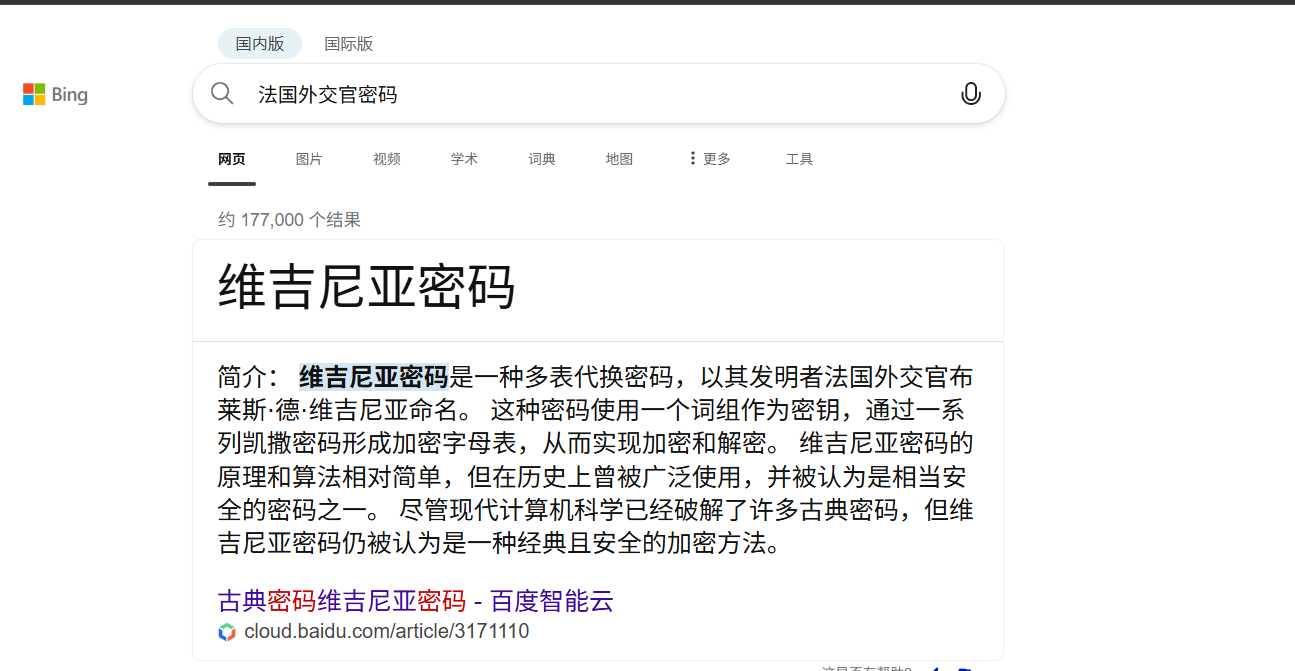 国内版 国际版
Bing
法国外交官密码
网页 图片 视频 学术 词典 地图 更多 工具
约 177,000 个结果
维吉尼亚密码
简介： 维吉尼亚密码是一种多表代换密码，以其发明者法国外交官布
莱斯·德·维吉尼亚命名。 这种密码使用一个词组作为密钥，通过一系
列凯撒密码形成加密字母表，从而实现加密和解密。 维吉尼亚密码的
原理和算法相对简单，但在历史上曾被广泛使用，并被认为是相当安
全的密码之一。 尽管现代计算机科学已经破解了许多古典密码，但维
吉尼亚密码仍被认为是一种经典且安全的加密方法。
古典密码维吉尼亚密码 - 百度智能云
cloud.baidu.com/article/3171110